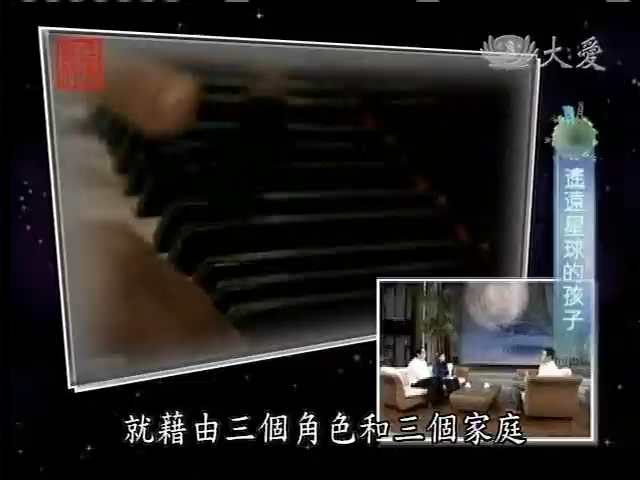 大愛
遙遠星球的孩子
就藉由三個角色和三個家庭